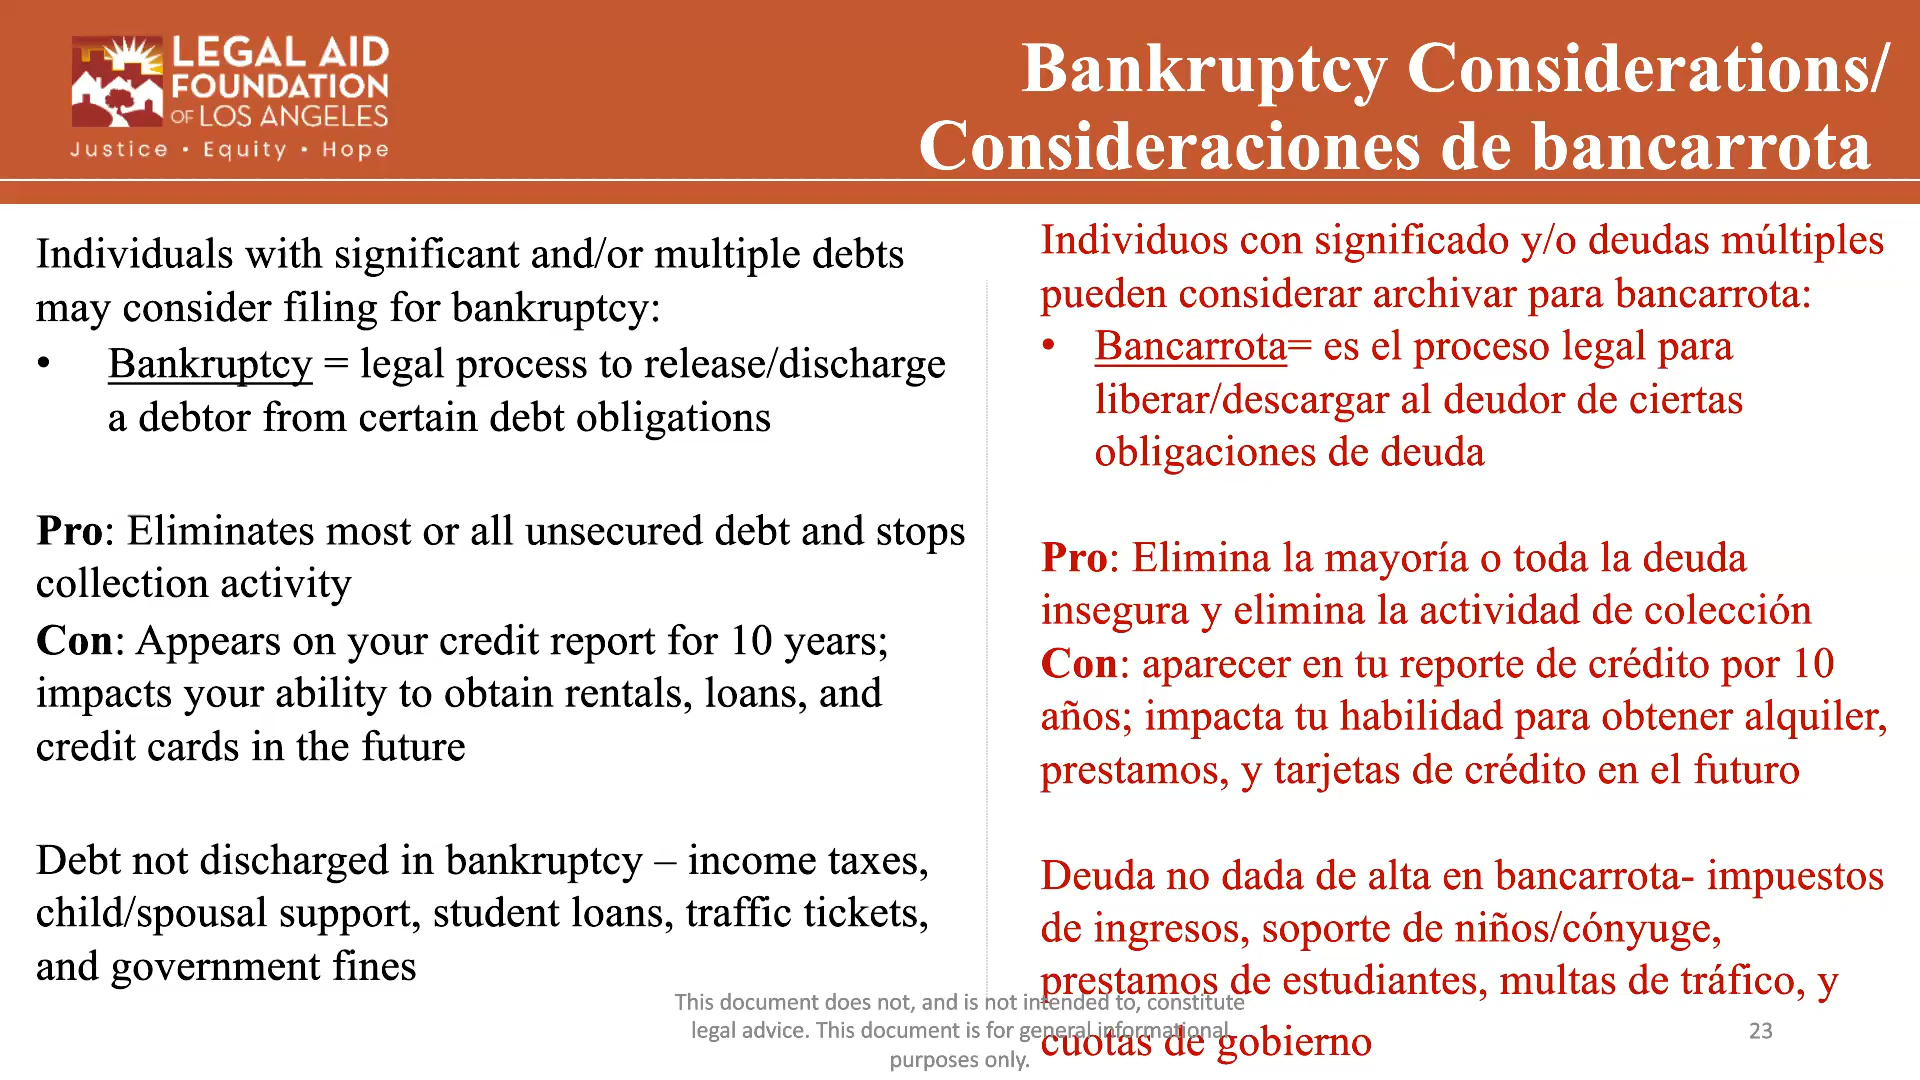 LEGAL AID
FOUNDATION
OF LOS ANGELES
Justice • Equity • Hope
Bankruptcy Considerations/
Consideraciones de bancarrota
Individuals with significant and/or multiple debts
may consider filing for bankruptcy:
• Bankruptcy = legal process to release/discharge
a debtor from certain debt obligations
Pro: Eliminates most or all unsecured debt and stops
collection activity
Con: Appears on your credit report for 10 years;
impacts your ability to obtain rentals, loans, and
credit cards in the future
Debt not discharged in bankruptcy – income taxes,
child/spousal support, student loans, traffic tickets,
and government fines
Individuos con significado y/o deudas múltiples
pueden considerar archivar para bancarrota:
• Bancarrota= es el proceso legal para
liberar/descargar al deudor de ciertas
obligaciones de deuda
Pro: Elimina la mayoría o toda la deuda
insegura y elimina la actividad de colección
Con: aparecer en tu reporte de crédito por 10
años; impacta tu habilidad para obtener alquiler,
prestamos, y tarjetas de crédito en el futuro
Deuda no dada de alta en bancarrota- impuestos
de ingresos, soporte de niños/cónyuge,
prestamos de estudiantes, multas de tráfico, y
cuotas de gobierno
This document does not, and is not intended to, constitute
legal advice. This document is for general informational
purposes only.
23